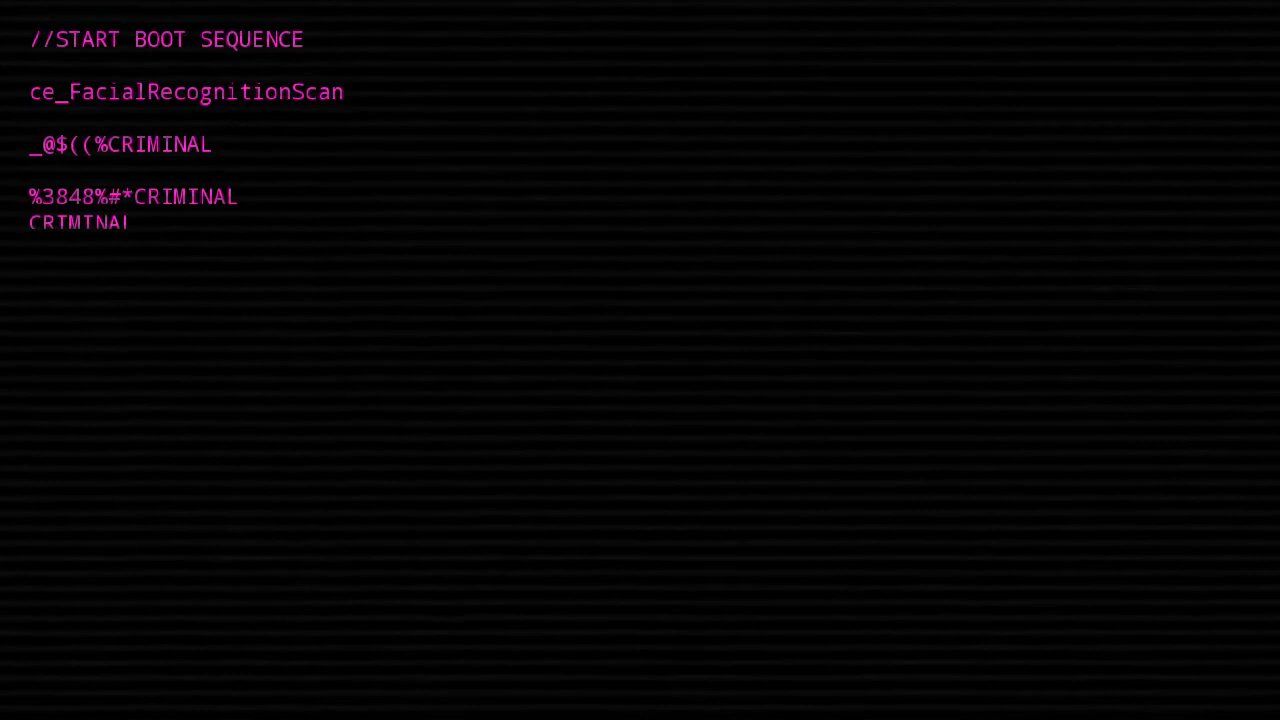 //START BOOT SEQUENCE
ce_FacialRecognitionScan
_@$((%CRIMINAL
%3848%#*CRIMINAL
CRIMINAL